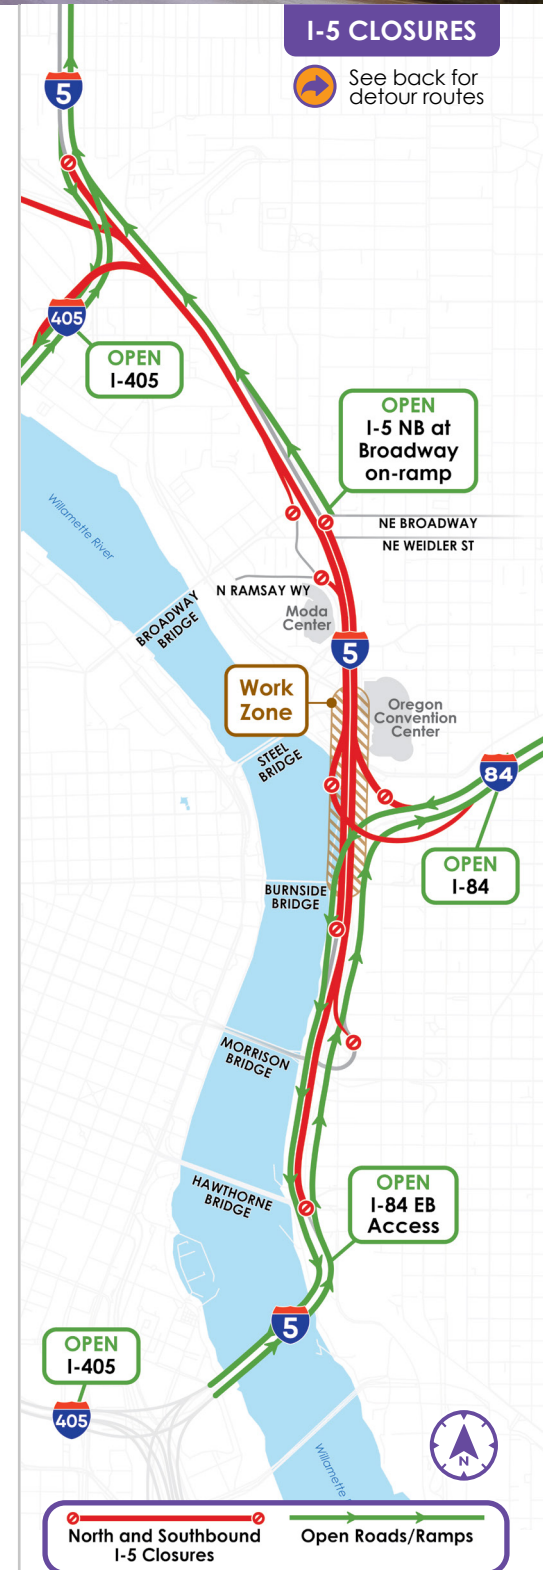 I-5 CLOSURES
See back for
detour routes
5
405
OPEN
I-405
OPEN
I-5 NB at
Broadway
on-ramp
Willamette River
NE BROADWAY
NE WEIDLER ST
N RAMSAY WY
Moda
Center
BROADWAY
BRIDGE
5
Work
Zone
Oregon
Convention
Center
STEEL
BRIDGE
84
OPEN
I-84
BURNSIDE
BRIDGE
MORRISON
BRIDGE
HAWTHORNE
BRIDGE
OPEN
I-84 EB
Access
5
OPEN
I-405
405
N
Willamette
North and Southbound
I-5 Closures
Open Roads/Ramps